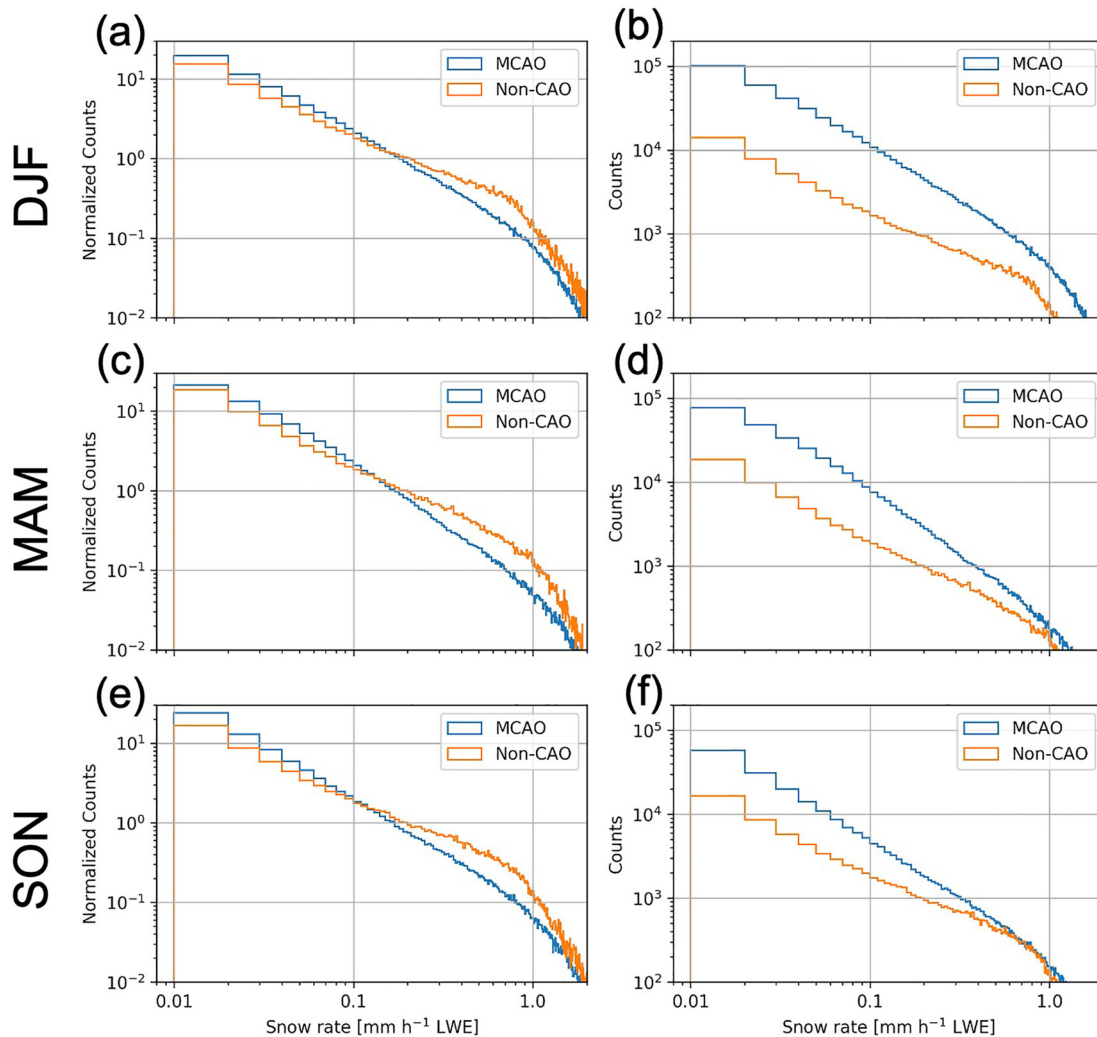 DJF
(a)
10¹
10⁰
10⁻¹
10⁻²
Normalized Counts
MCAO
Non-CAO
(b)
10⁵
10⁴
10³
10²
Counts
MCAO
Non-CAO
MAM
(c)
10¹
10⁰
10⁻¹
10⁻²
Normalized Counts
MCAO
Non-CAO
(d)
10⁵
10⁴
10³
10²
Counts
MCAO
Non-CAO
SON
(e)
10¹
10⁰
10⁻¹
10⁻²
Normalized Counts
MCAO
Non-CAO
0.01 0.1 1.0
Snow rate [mm h⁻¹ LWE]
(f)
10⁵
10⁴
10³
10²
Counts
MCAO
Non-CAO
0.01 0.1 1.0
Snow rate [mm h⁻¹ LWE]